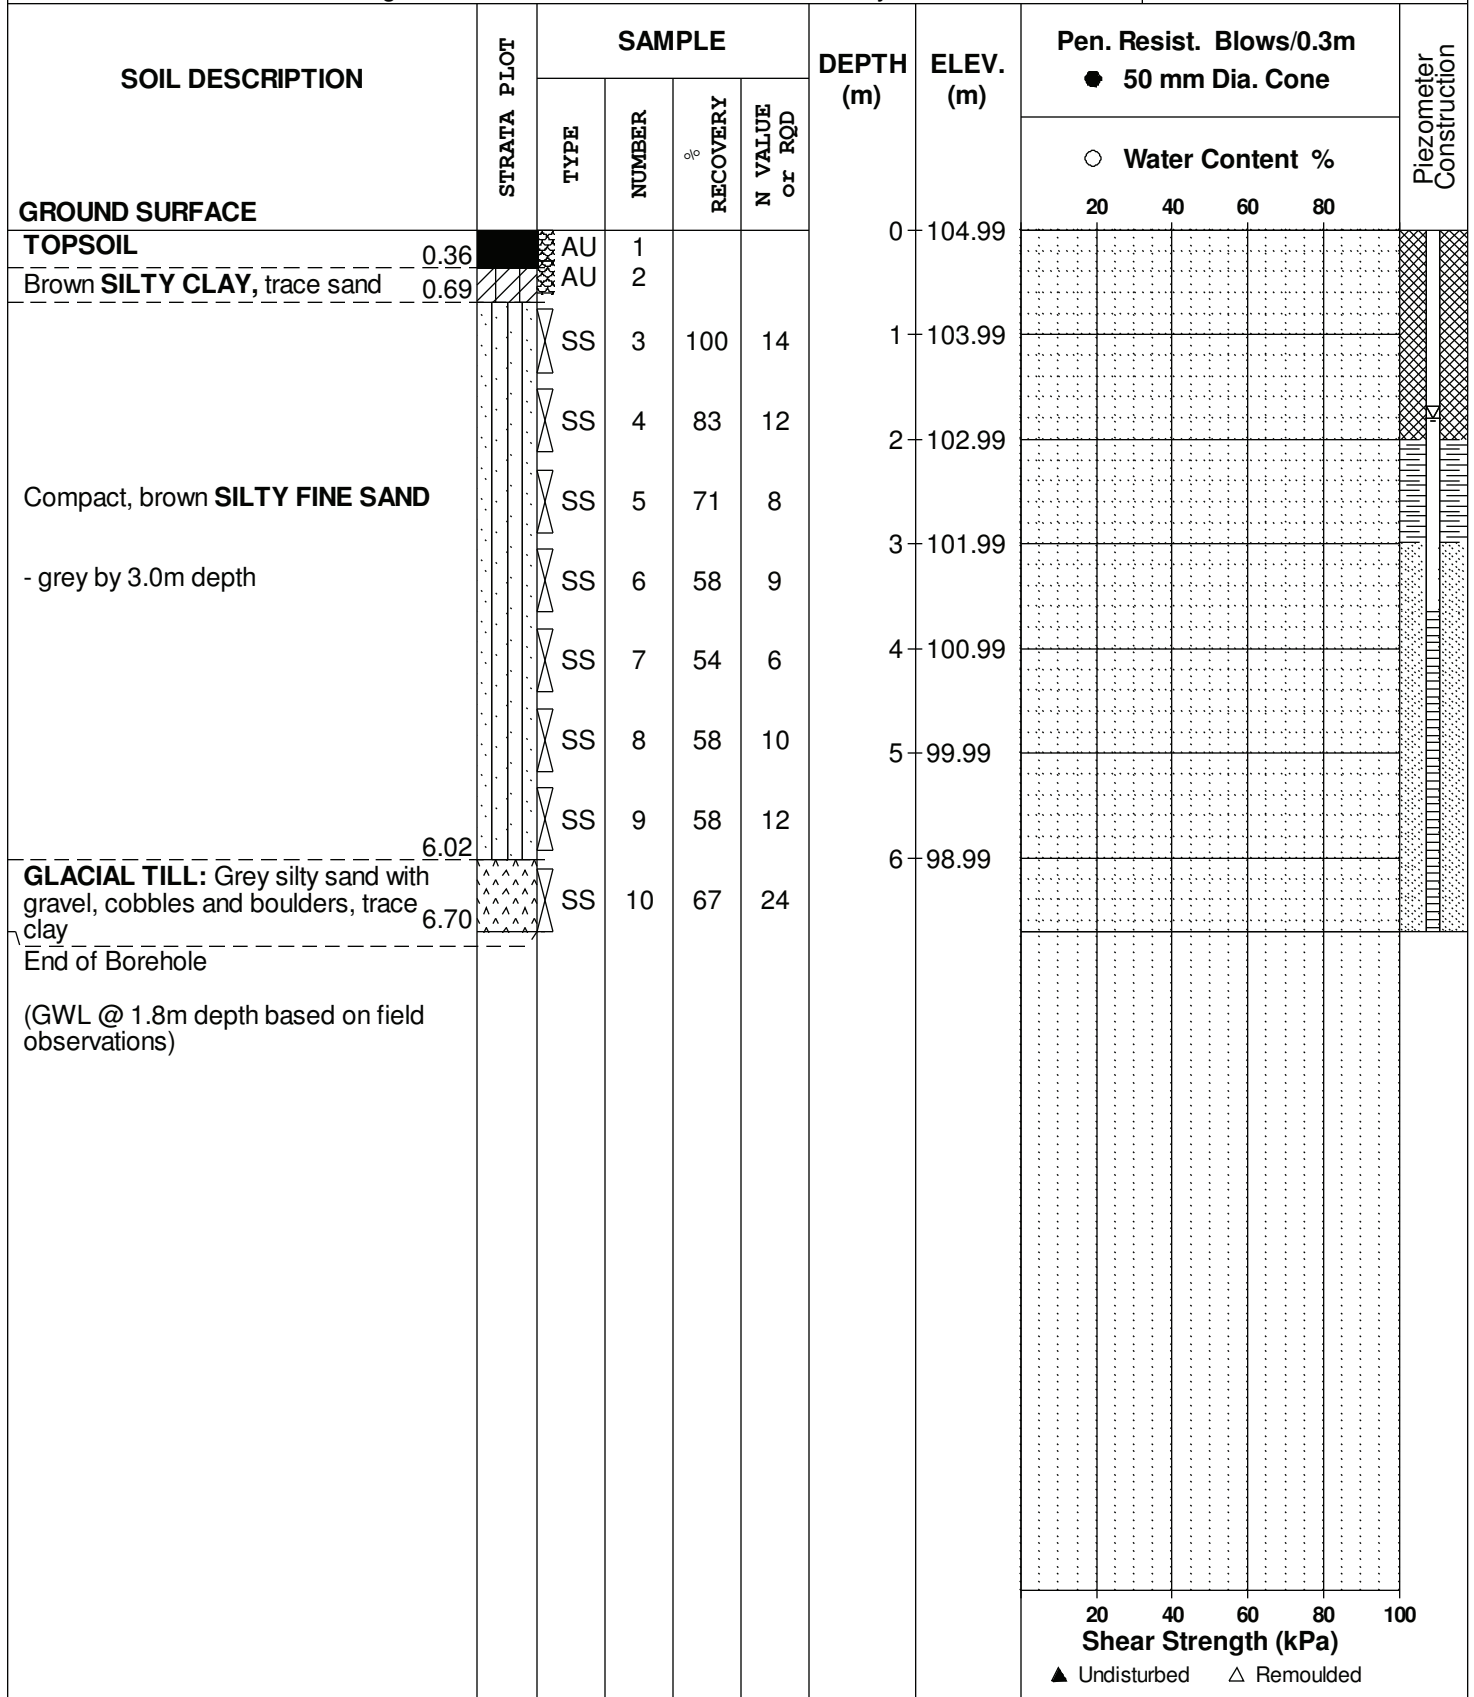 SOIL DESCRIPTION
GROUND SURFACE
STRATA PLOT
SAMPLE
TYPE
NUMBER
% RECOVERY
N VALUE or RQD
DEPTH (m)
ELEV. (m)
Pen. Resist. Blows/0.3m
● 50 mm Dia. Cone
○ Water Content %
20 40 60 80
Piezometer Construction
0 104.99
TOPSOIL 0.36 AU 1
Brown SILTY CLAY, trace sand 0.69 AU 2
SS 3 100 14
1 103.99
SS 4 83 12
2 102.99
Compact, brown SILTY FINE SAND SS 5 71 8
3 101.99
- grey by 3.0m depth SS 6 58 9
4 100.99
SS 7 54 6
SS 8 58 10
5 99.99
SS 9 58 12
6.02
6 98.99
GLACIAL TILL: Grey silty sand with
gravel, cobbles and boulders, trace
clay
6.70 SS 10 67 24
End of Borehole
(GWL @ 1.8m depth based on field
observations)
20 40 60 80 100
Shear Strength (kPa)
▲ Undisturbed △ Remoulded